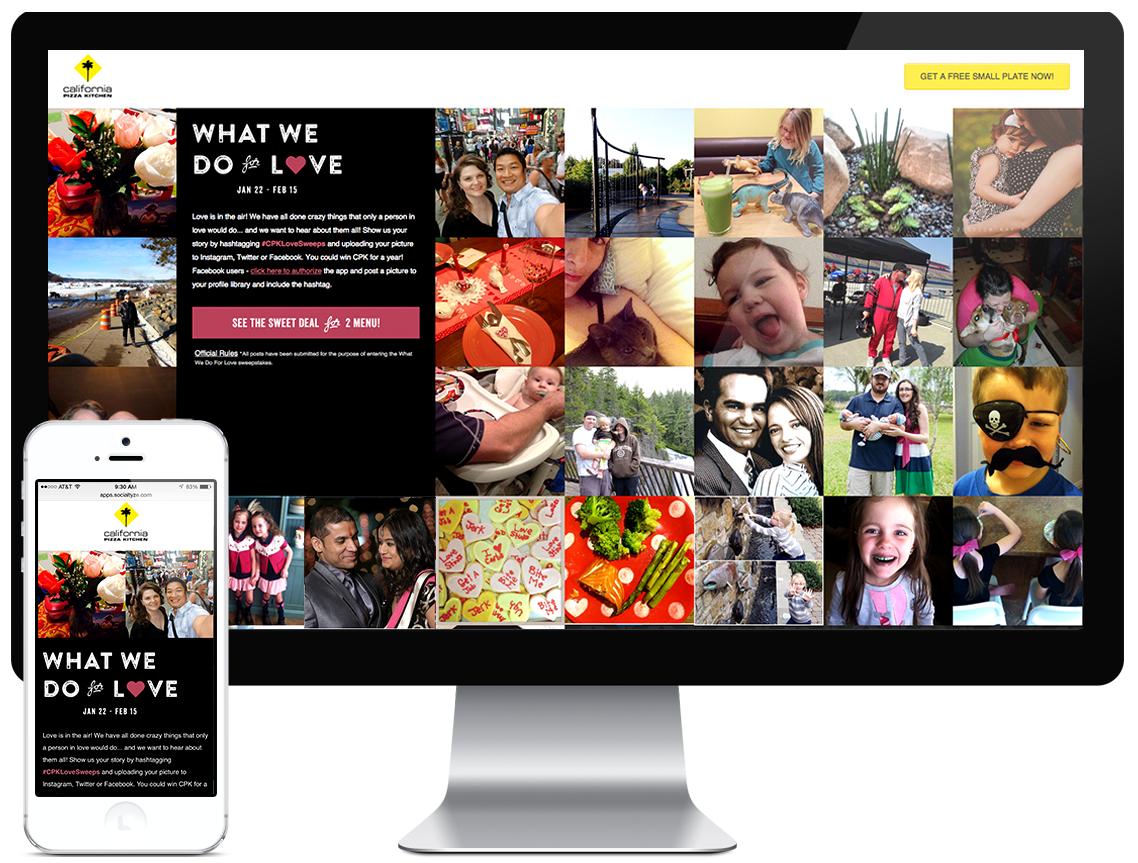 california
PIZZA KITCHEN
GET A FREE SMALL PLATE NOW!
WHAT WE
DO for LOVE
JAN 22 - FEB 15
Love is in the air! We have all done crazy things that only a person in
love would do... and we want to hear about them all! Show us your
story by hashtagging #CPKLoveSweeps and uploading your picture
to Instagram, Twitter or Facebook. You could win CPK for a year!
Facebook users - click here to authorize the app and post a picture to
your profile library and include the hashtag.
SEE THE SWEET DEAL for 2 MENU!
Official Rules *All posts have been submitted for the purpose of entering the What
We Do For Love sweepstakes.
Jerk
Bite Me
Jerk
Bite Me
AT&T 9:30 AM 83%
apps.socialtyze.com
california
PIZZA KITCHEN
WHAT WE
DO for LOVE
JAN 22 - FEB 15
Love is in the air! We have all done crazy things that only
a person in love would do... and we want to hear about
them all! Show us your story by hashtagging
#CPKLoveSweeps and uploading your picture to
Instagram, Twitter or Facebook. You could win CPK for a